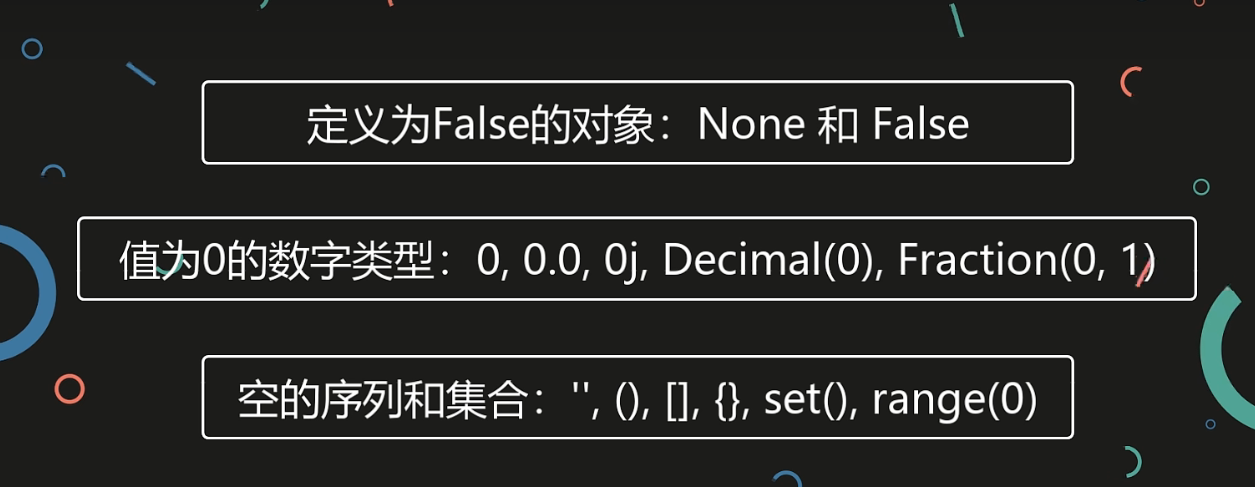 定义为False的对象：None 和 False
值为0的数字类型：0, 0.0, 0j, Decimal(0), Fraction(0, 1)
空的序列和集合：'', (), [], {}, set(), range(0)